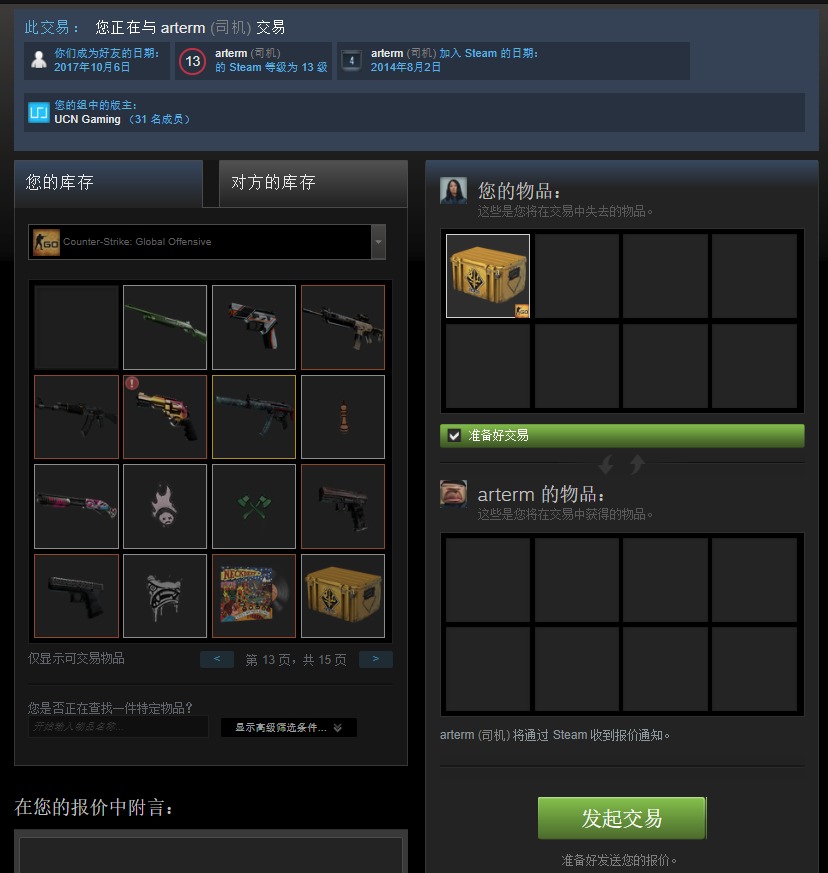 此交易： 您正在与 arterm (司机) 交易
你们成为好友的日期：
2017年10月6日
13
arterm (司机)
的 Steam 等级为 13 级
4
arterm (司机) 加入 Steam 的日期：
2014年8月2日
您的组中的版主：
UCN Gaming （31 名成员）
您的库存
对方的库存
GO
Counter-Strike: Global Offensive
仅显示可交易物品
<
第 13 页，共 15 页
>
您是否正在查找一件特定物品？
开始输入物品名称...
显示高级筛选条件...
在您的报价中附言：
您的物品：
这些是您将在交易中失去的物品。
准备好交易
arterm 的物品：
这些是您将在交易中获得的物品。
arterm (司机) 将通过 Steam 收到报价通知。
发起交易
准备好发送您的报价。